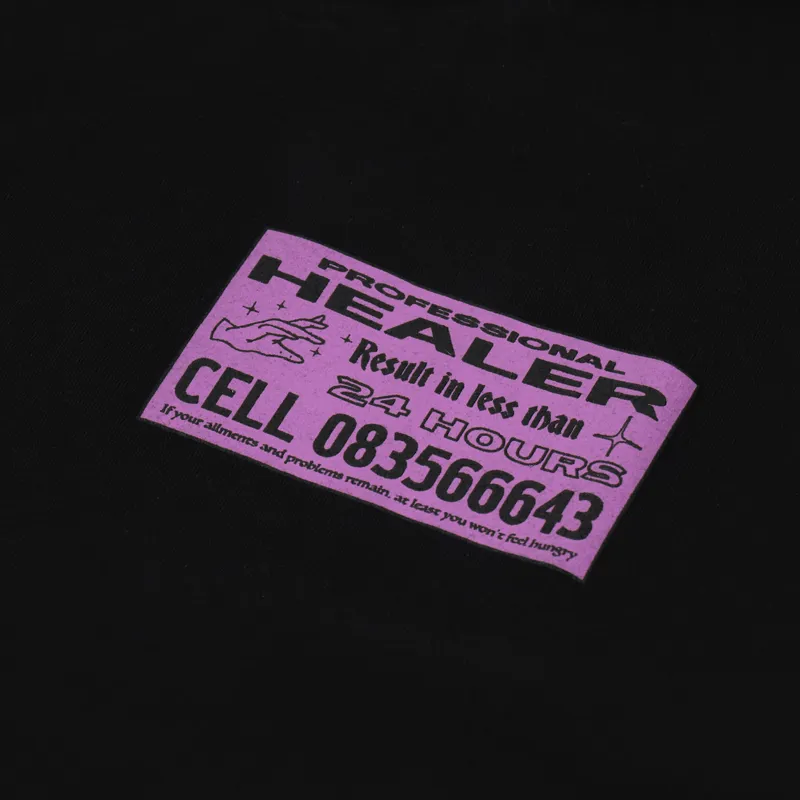 PROFESSIONAL
HEALER
Result in less than
24 HOURS
CELL 083566643
If your ailments and problems remain, at least you won't feel hungry